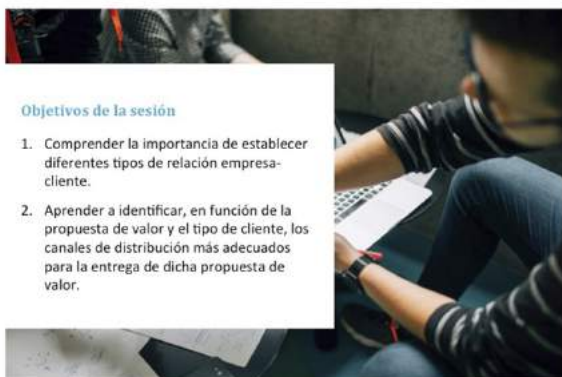 Objetivos de la sesión
1. Comprender la importancia de establecer
diferentes tipos de relación empresa-
cliente.
2. Aprender a identificar, en función de la
propuesta de valor y el tipo de cliente, los
canales de distribución más adecuados
para la entrega de dicha propuesta de
valor.